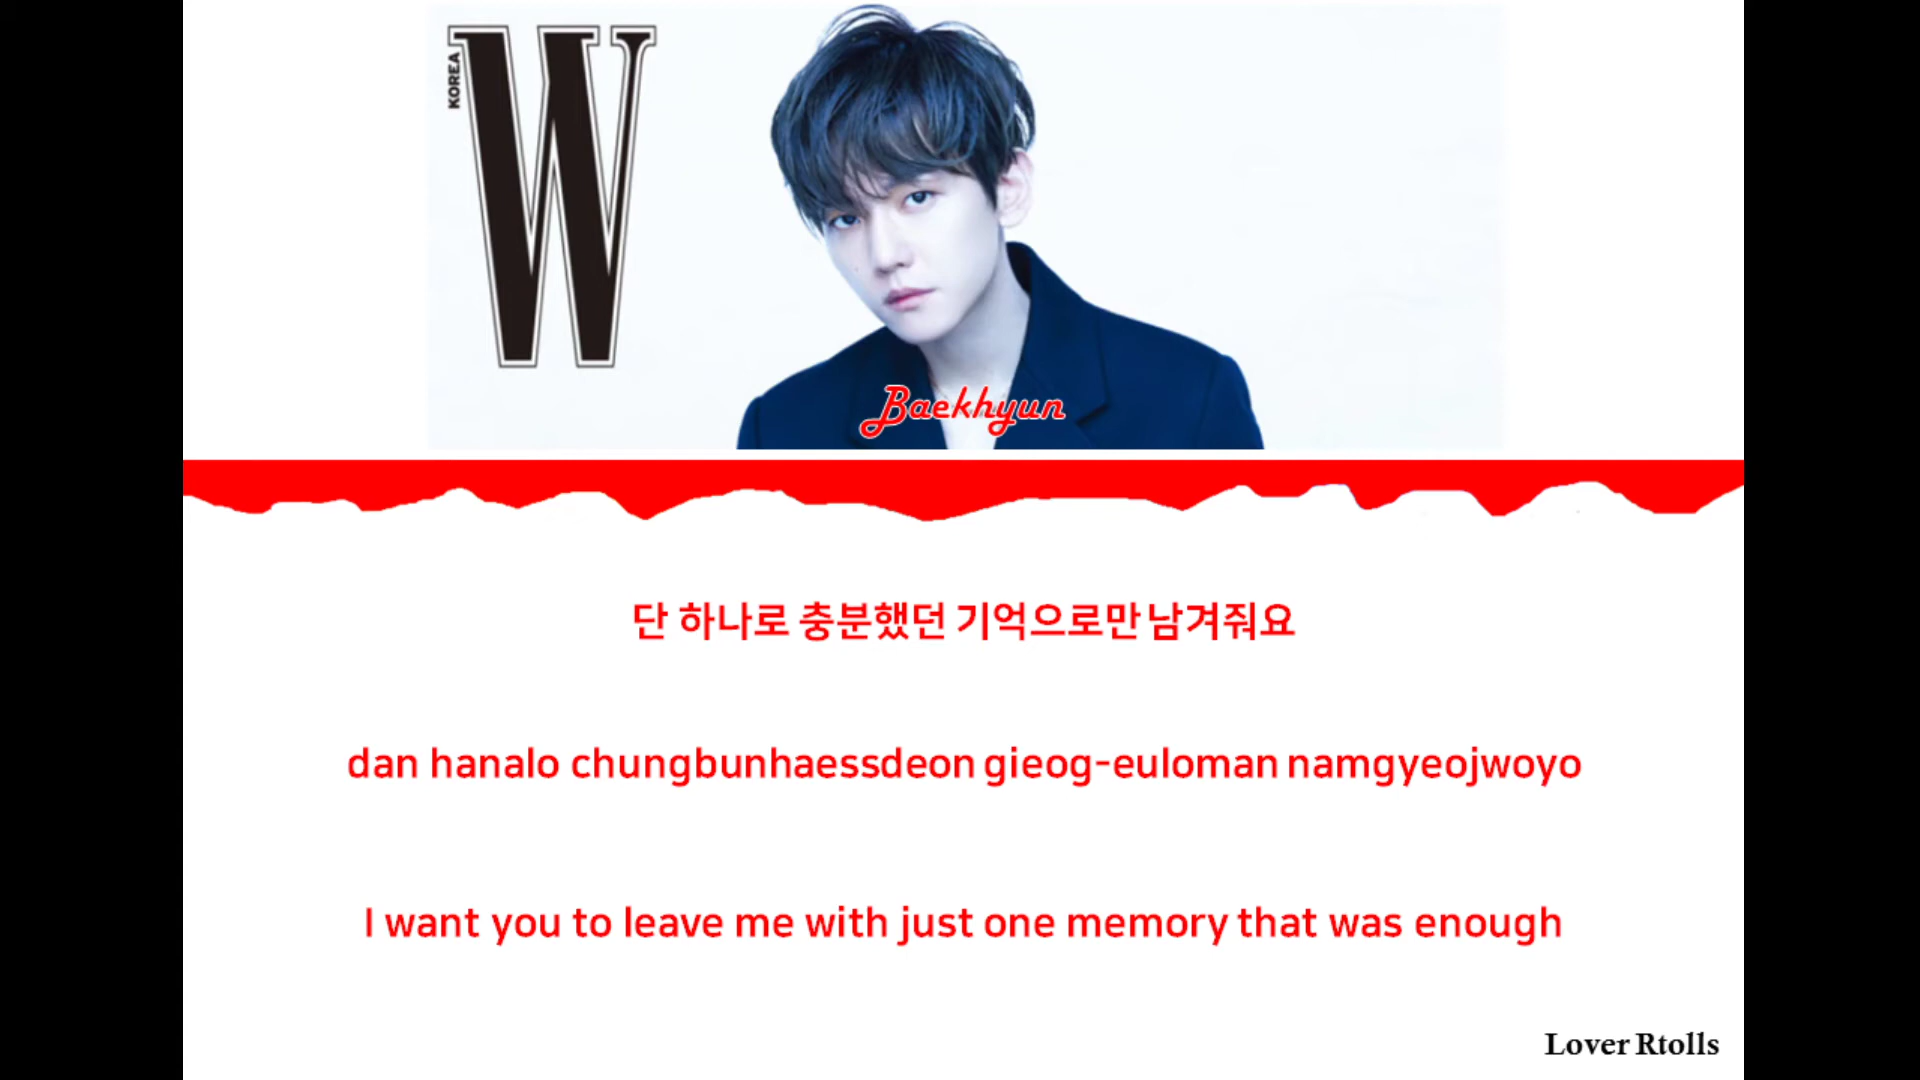 W
KOREA
Baekhyun
단 하나로 충분했던 기억으로만 남겨줘요
dan hanalo chungbunhaessdeon gieog-euloman namgyeojwoyo
I want you to leave me with just one memory that was enough
Lover Rtolls